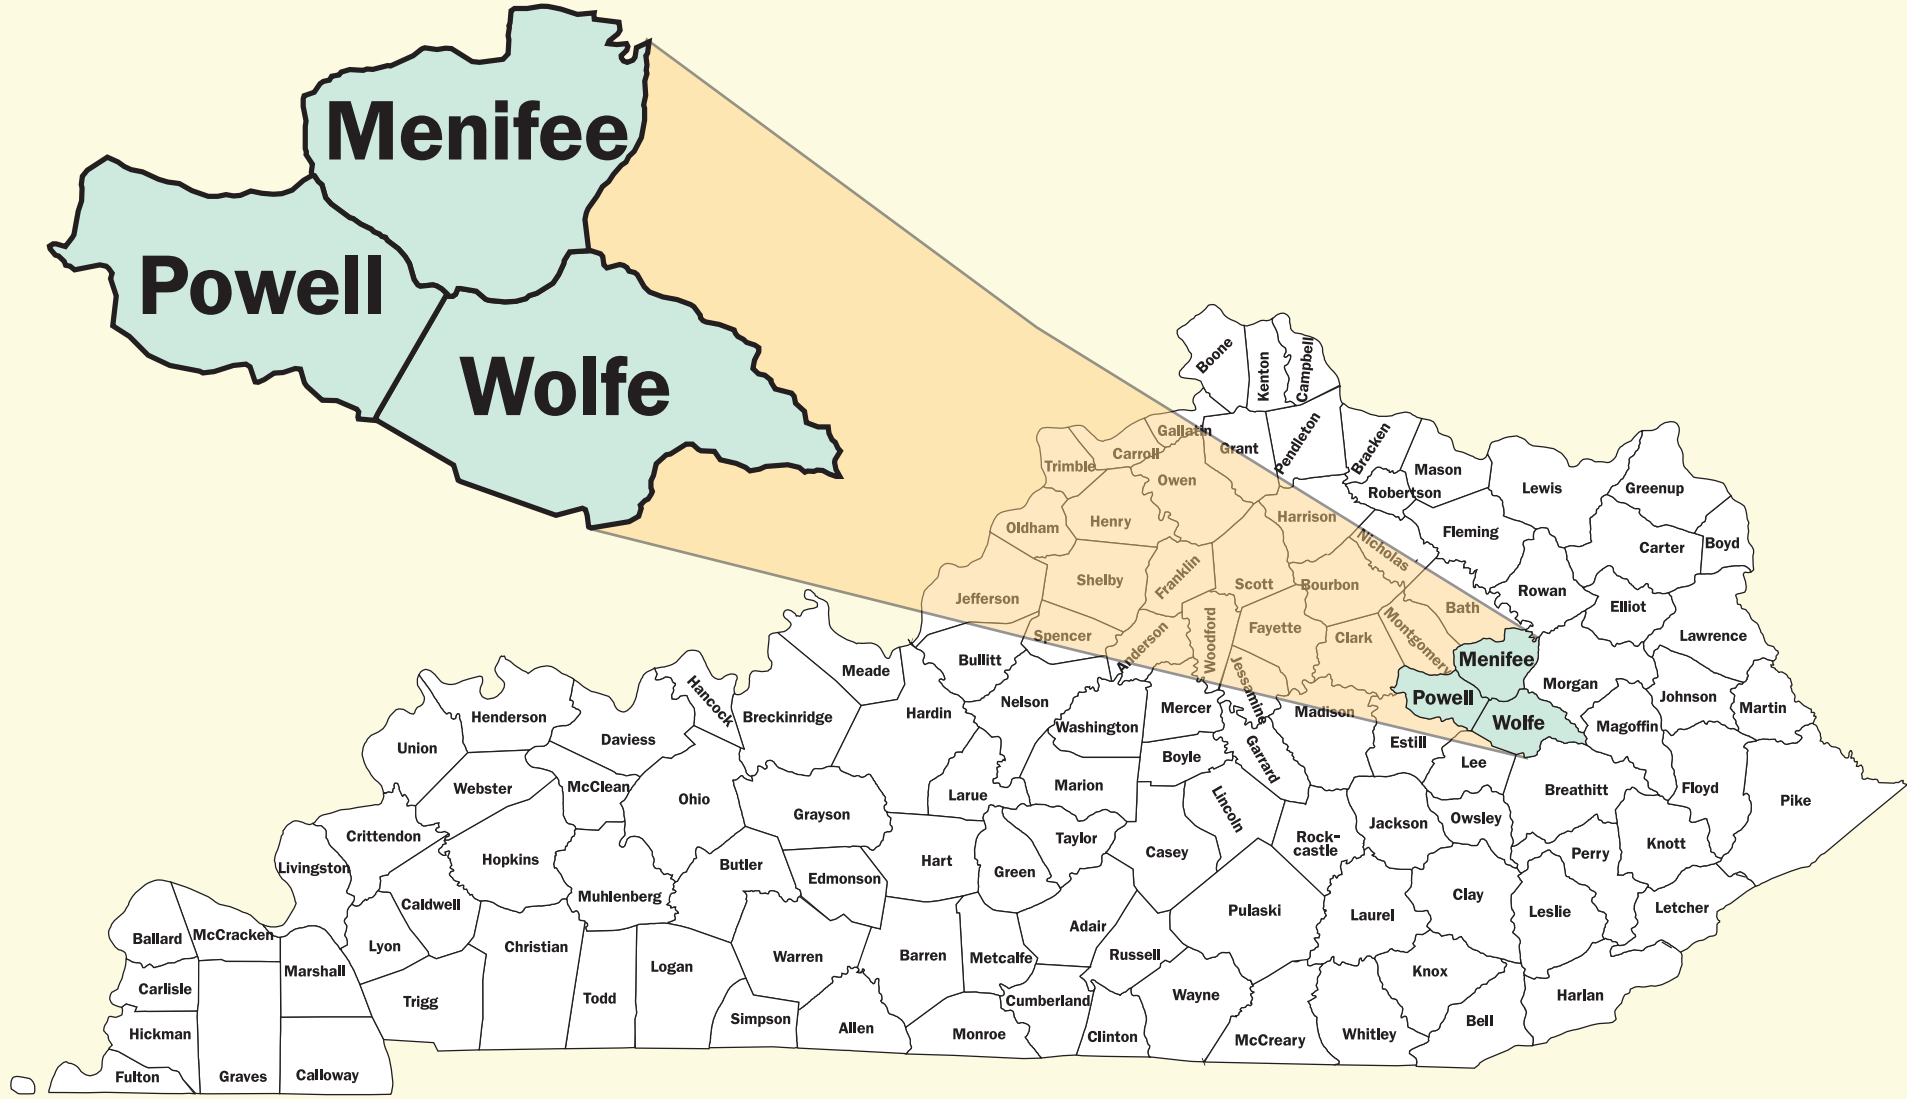 Menifee
Powell
Wolfe
Boone
Kenton
Campbell
Gallatin
Carroll
Trimble
Grant
Pendleton
Bracken
Mason
Robertson
Lewis
Greenup
Owen
Oldham
Henry
Harrison
Nicholas
Fleming
Carter
Boyd
Jefferson
Shelby
Franklin
Scott
Bourbon
Rowan
Elliot
Bath
Spencer
Anderson
Woodford
Fayette
Clark
Montgomery
Lawrence
Menifee
Bullitt
Meade
Hancock
Nelson
Jessamine
Morgan
Johnson
Martin
Powell
Wolfe
Magoffin
Henderson
Breckinridge
Hardin
Washington
Mercer
Madison
Union
Daviess
Boyle
Garrard
Estill
Lee
Webster
McClean
Ohio
Larue
Marion
Breathitt
Floyd
Pike
Grayson
Lincoln
Jackson
Owsley
Crittendon
Taylor
Rock-
castle
Hopkins
Butler
Hart
Green
Casey
Perry
Knott
Livingston
Edmonson
Muhlenberg
Caldwell
Clay
Pulaski
Laurel
Leslie
Letcher
Ballard
McCracken
Lyon
Christian
Adair
Marshall
Logan
Warren
Barren
Metcalfe
Russell
Knox
Carlisle
Trigg
Todd
Cumberland
Wayne
Harlan
Hickman
Simpson
Allen
Monroe
Clinton
McCreary
Whitley
Bell
Fulton
Graves
Calloway